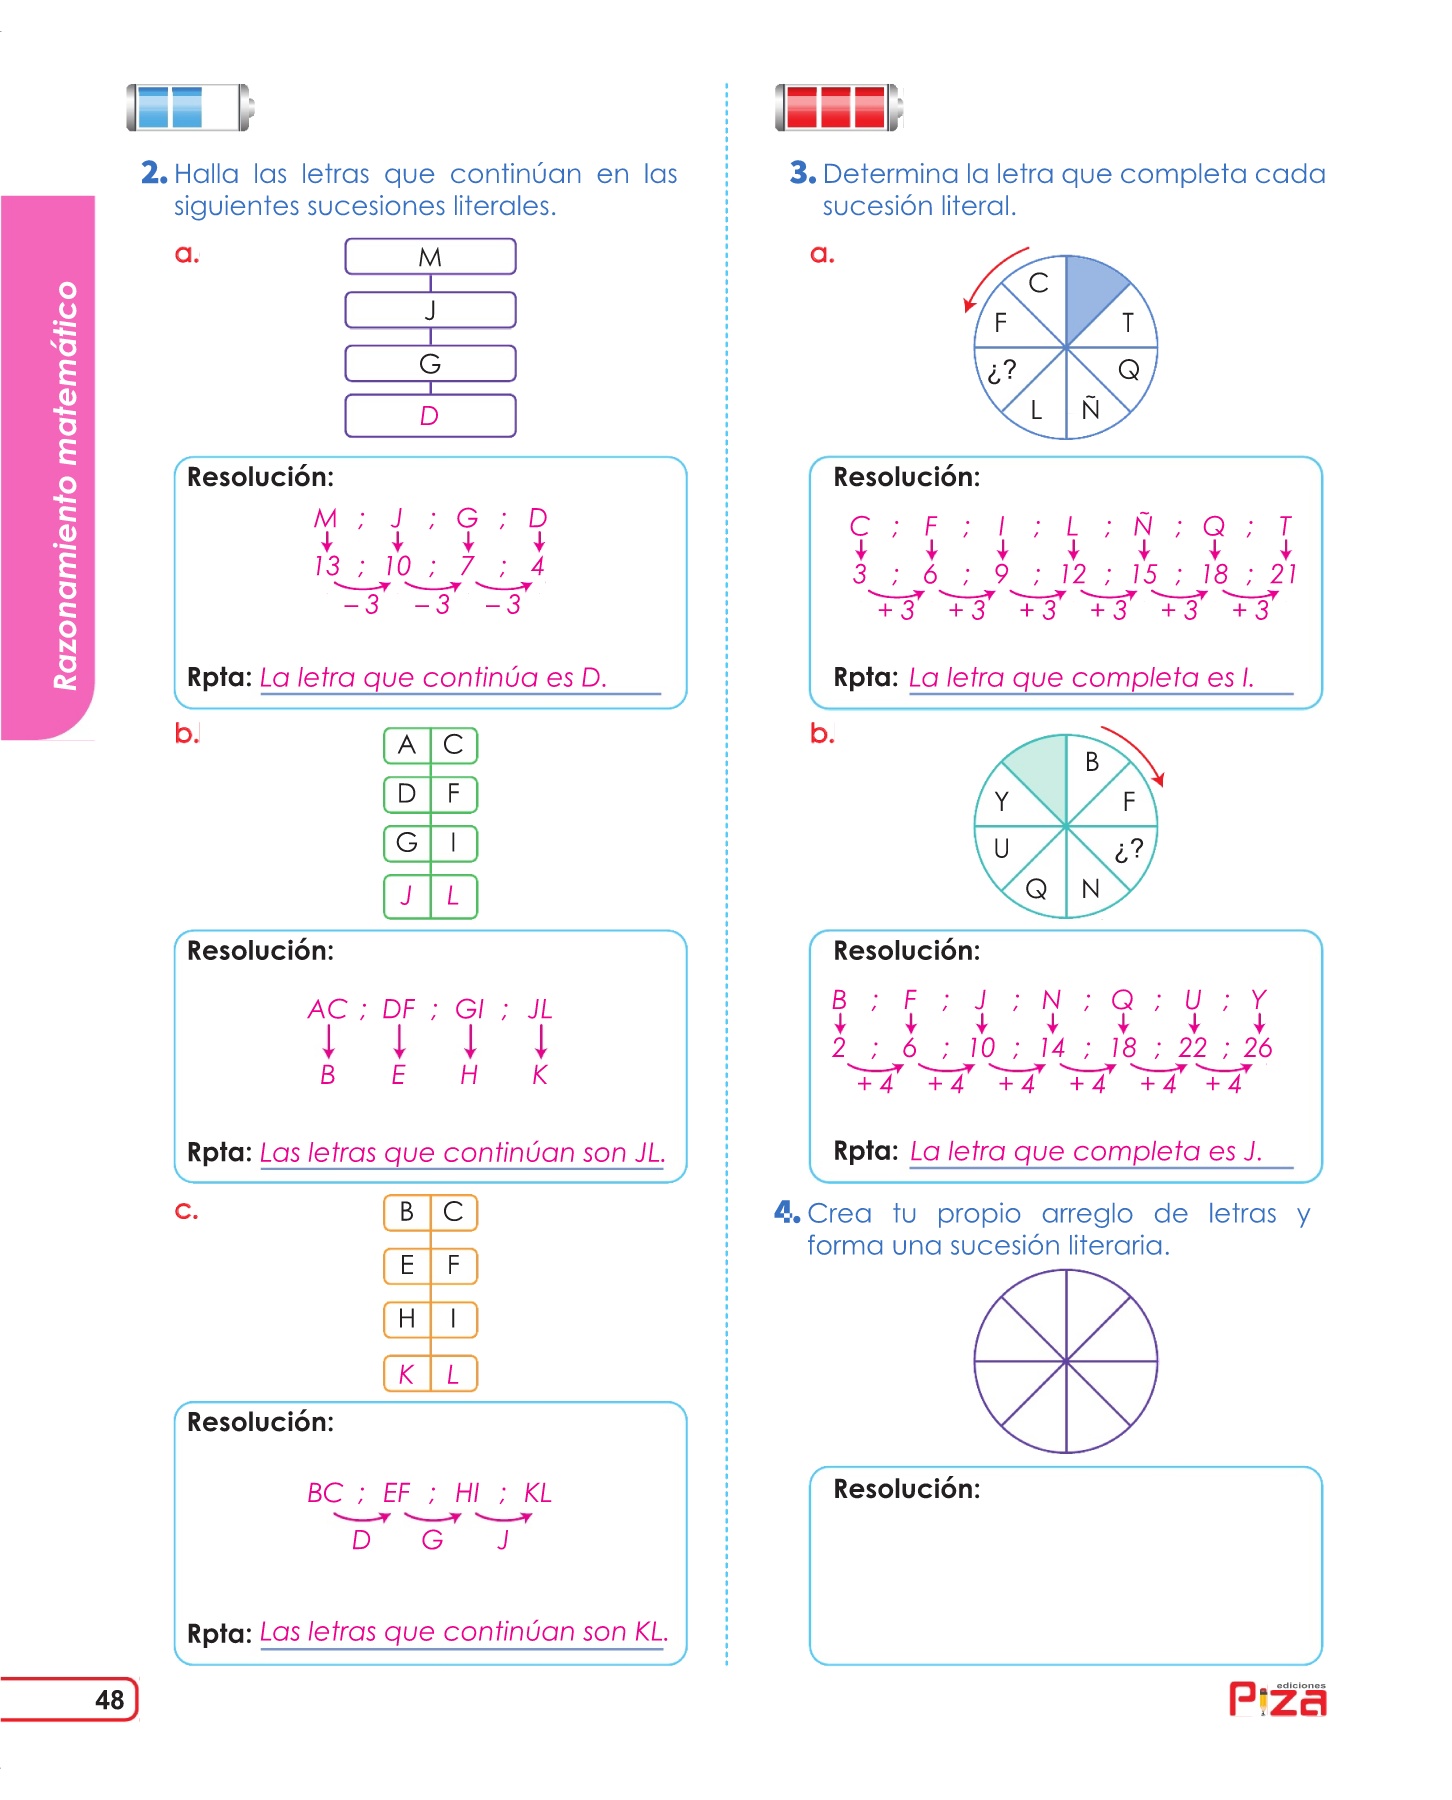 Razonamiento matemático
2. Halla las letras que continúan en las
siguientes sucesiones literales.
a.
M
J
G
D
Resolución:
M ; J ; G ; D
13 ; 10 ; 7 ; 4
– 3 – 3 – 3
Rpta: La letra que continúa es D.
b.
A C
D F
G I
J L
Resolución:
AC ; DF ; GI ; JL
B E H K
Rpta: Las letras que continúan son JL.
c.
B C
E F
H I
K L
Resolución:
BC ; EF ; HI ; KL
D G J
Rpta: Las letras que continúan son KL.
3. Determina la letra que completa cada
sucesión literal.
a.
C
F T
¿? Q
L Ñ
Resolución:
C ; F ; I ; L ; Ñ ; Q ; T
3 ; 6 ; 9 ; 12 ; 15 ; 18 ; 21
+ 3 + 3 + 3 + 3 + 3 + 3
Rpta: La letra que completa es I.
b.
B
Y F
U ¿?
Q N
Resolución:
B ; F ; J ; N ; Q ; U ; Y
2 ; 6 ; 10 ; 14 ; 18 ; 22 ; 26
+ 4 + 4 + 4 + 4 + 4 + 4
Rpta: La letra que completa es J.
4. Crea tu propio arreglo de letras y
forma una sucesión literaria.
Resolución:
48
ediciones
Piza